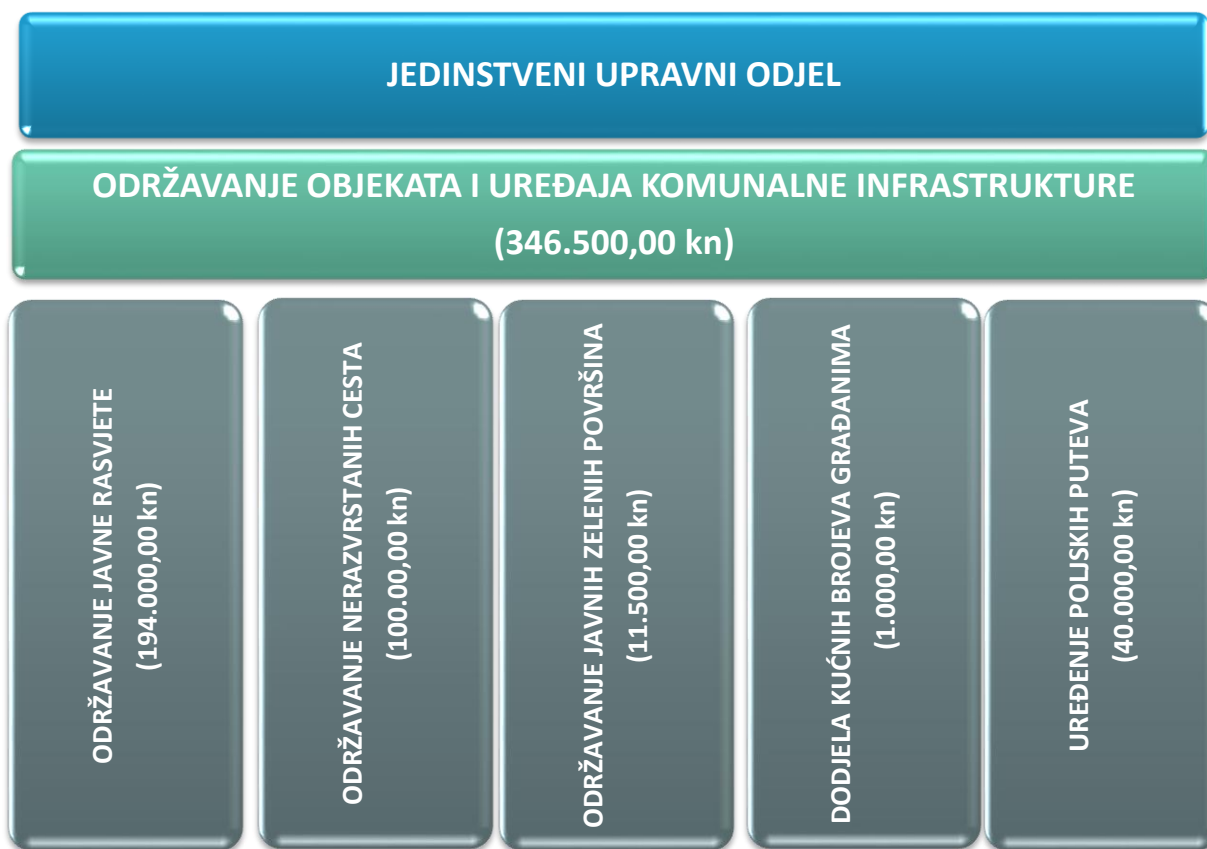 JEDINSTVENI UPRAVNI ODJEL
ODRŽAVANJE OBJEKATA I UREĐAJA KOMUNALNE INFRASTRUKTURE
(346.500,00 kn)
ODRŽAVANJE JAVNE RASVJETE
(194.000,00 kn)
ODRŽAVANJE NERAZVRSTANIH CESTA
(100.00,00 kn)
ODRŽAVANJE JAVNIH ZELENIH POVRŠINA
(11.500,00 kn)
DODJELA KUĆNIH BROJEVA GRAĐANIMA
(1.000,00 kn)
UREĐENJE POLJSKIH PUTEVA
(40.000,00 kn)